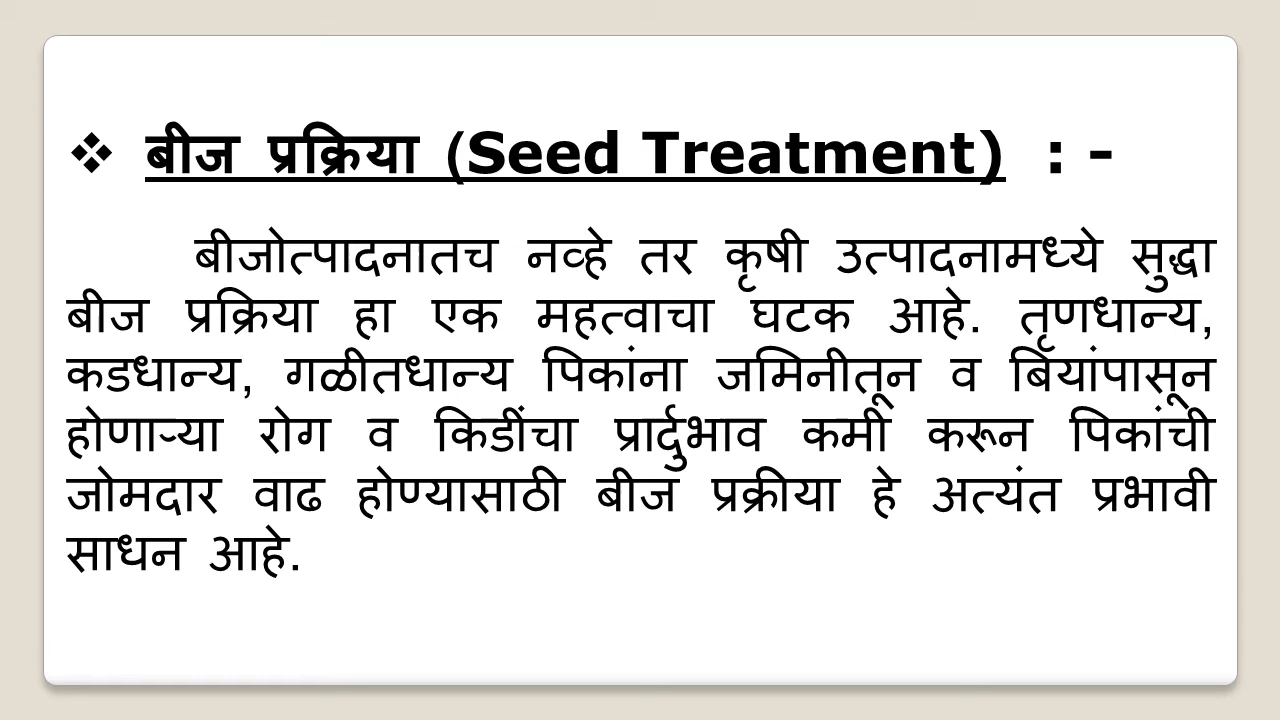 ❖ बीज प्रक्रिया (Seed Treatment) : -
बीजोत्पादनातच नव्हे तर कृषी उत्पादनामध्ये सुद्धा
बीज प्रक्रिया हा एक महत्वाचा घटक आहे. तृणधान्य,
कडधान्य, गळीतधान्य पिकांना जमिनीतून व बियांपासून
होणाऱ्या रोग व किडींचा प्रार्दुभाव कमी करून पिकांची
जोमदार वाढ होण्यासाठी बीज प्रक्रीया हे अत्यंत प्रभावी
साधन आहे.